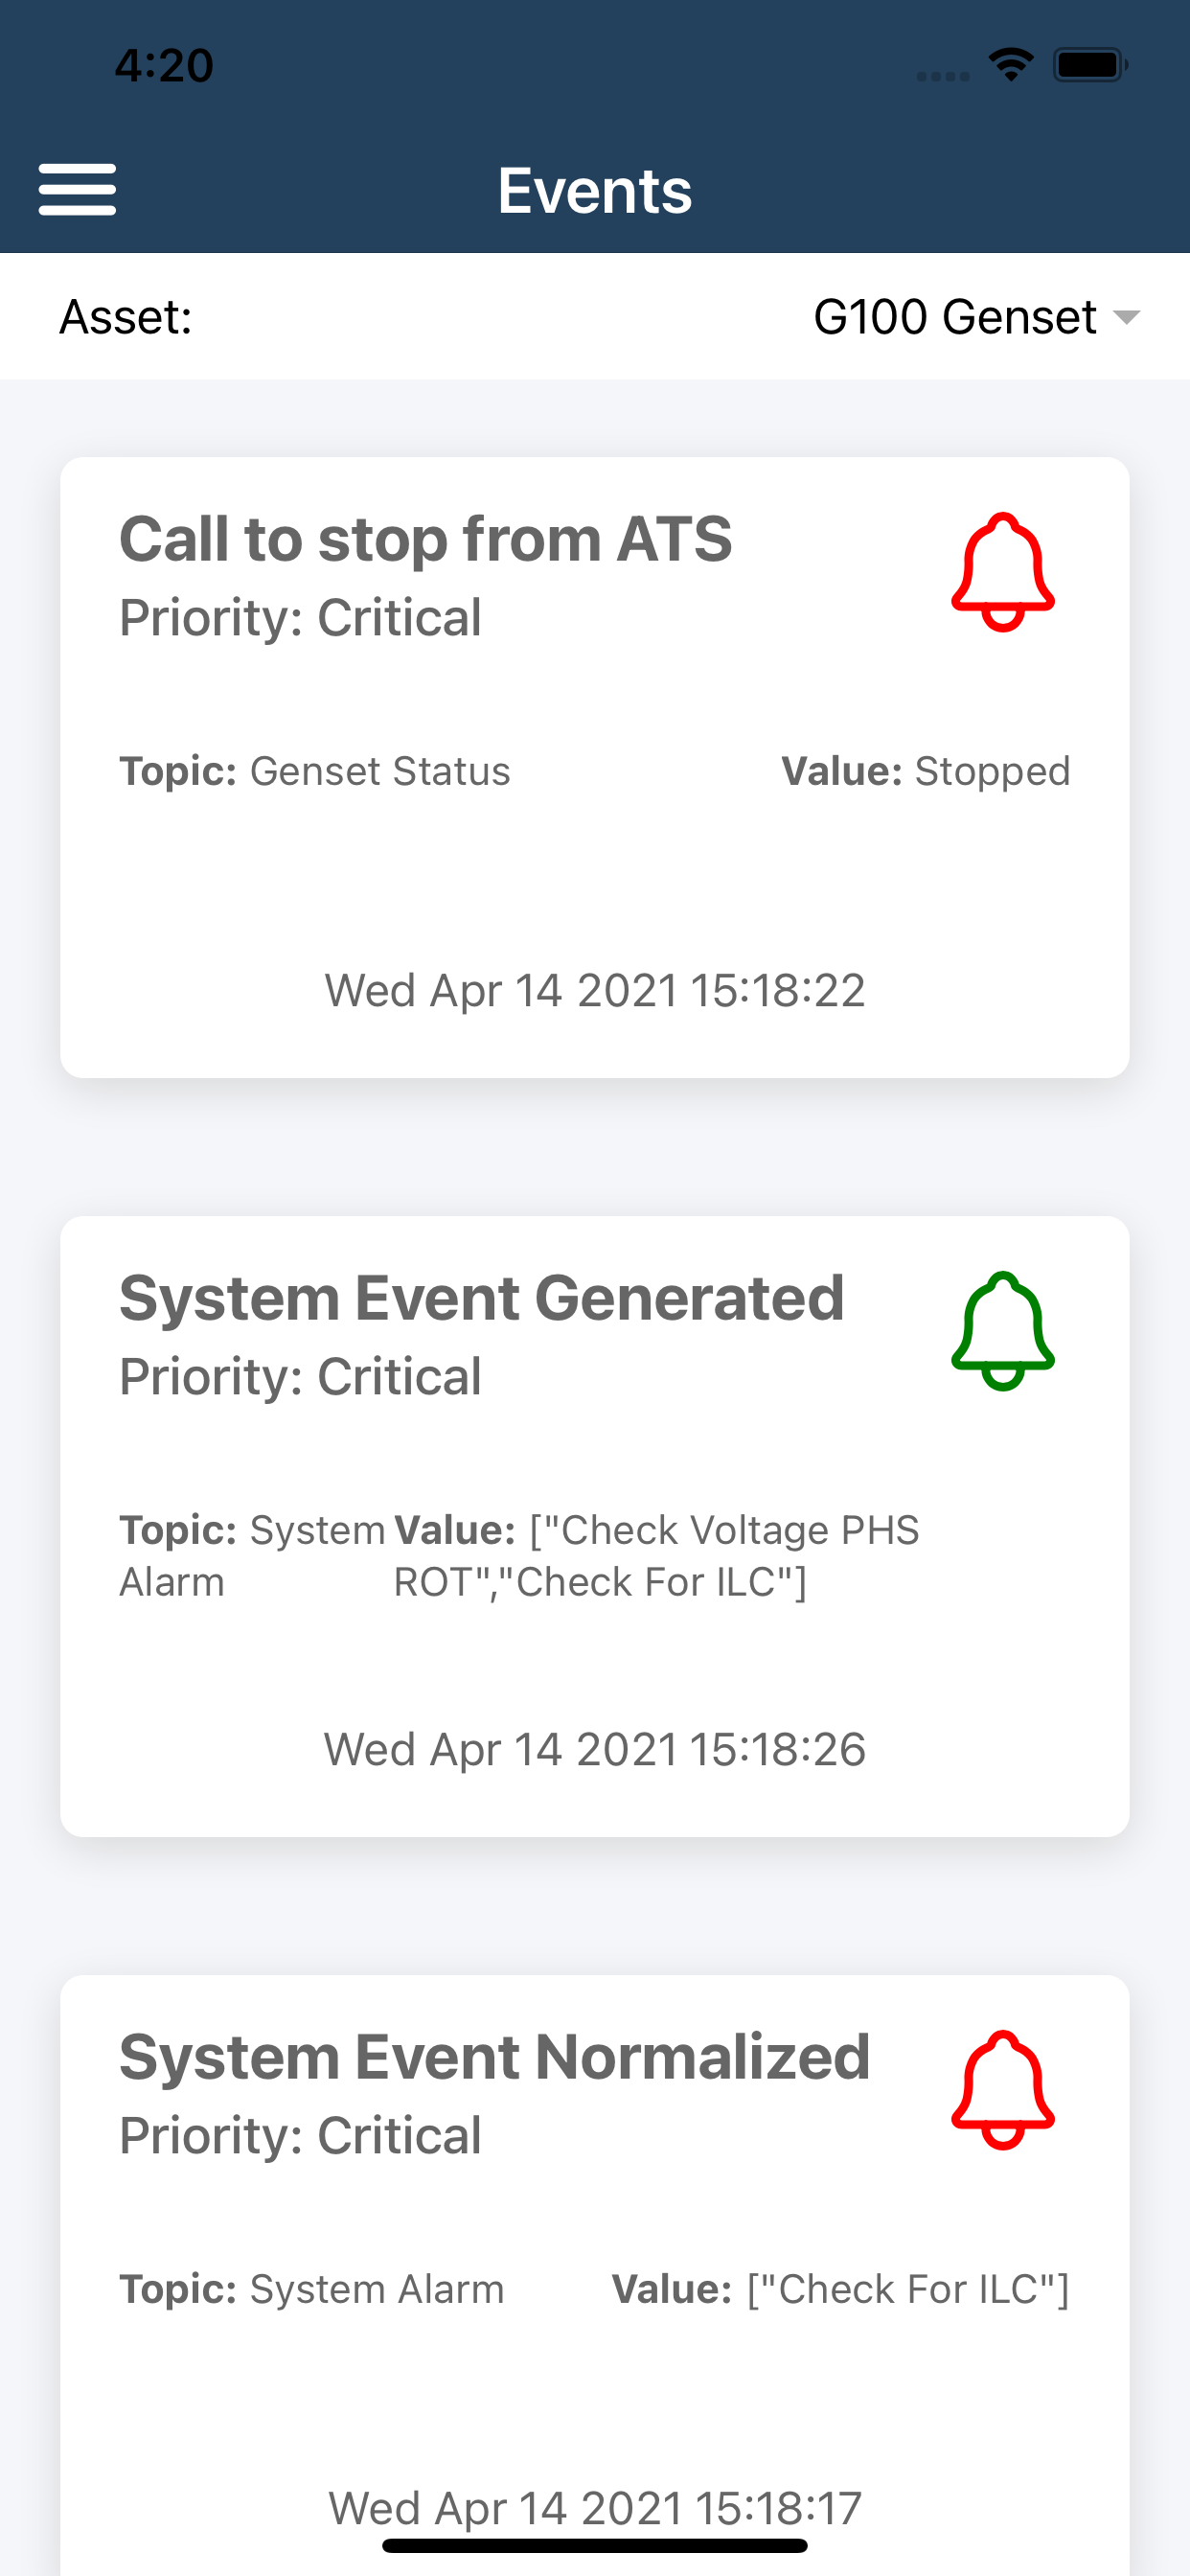 4:20
Events
Asset:
G100 Genset
Call to stop from ATS
Priority: Critical
Topic: Genset Status
Value: Stopped
Wed Apr 14 2021 15:18:22
System Event Generated
Priority: Critical
Topic: System
Alarm
Value: ["Check Voltage PHS
ROT","Check For ILC"]
Wed Apr 14 2021 15:18:26
System Event Normalized
Priority: Critical
Topic: System Alarm
Value: ["Check For ILC"]
Wed Apr 14 2021 15:18:17